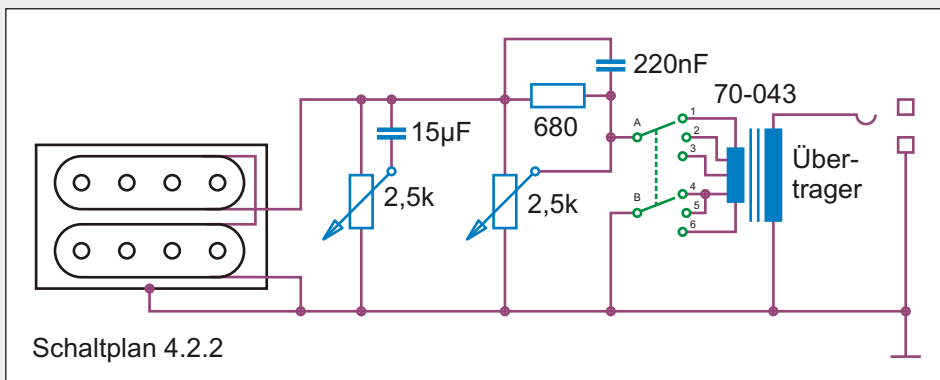 220nF
70-043
15µF
680
A
1
2
3
Über-
trager
2,5k
2,5k
B
4
5
6
Schaltplan 4.2.2